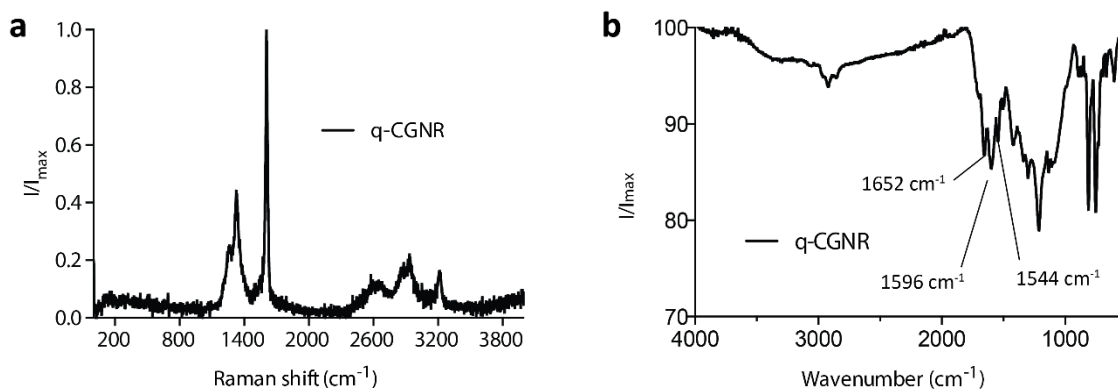 a
1.0
0.8
0.6
0.4
0.2
0.0
I/Imax
q-CGNR
200 800 1400 2000 2600 3200 3800
Raman shift (cm-1)
b
100
90
80
70
I/Imax
1652 cm-1
q-CGNR
1596 cm-1
1544 cm-1
4000 3000 2000 1000
Wavenumber (cm-1)